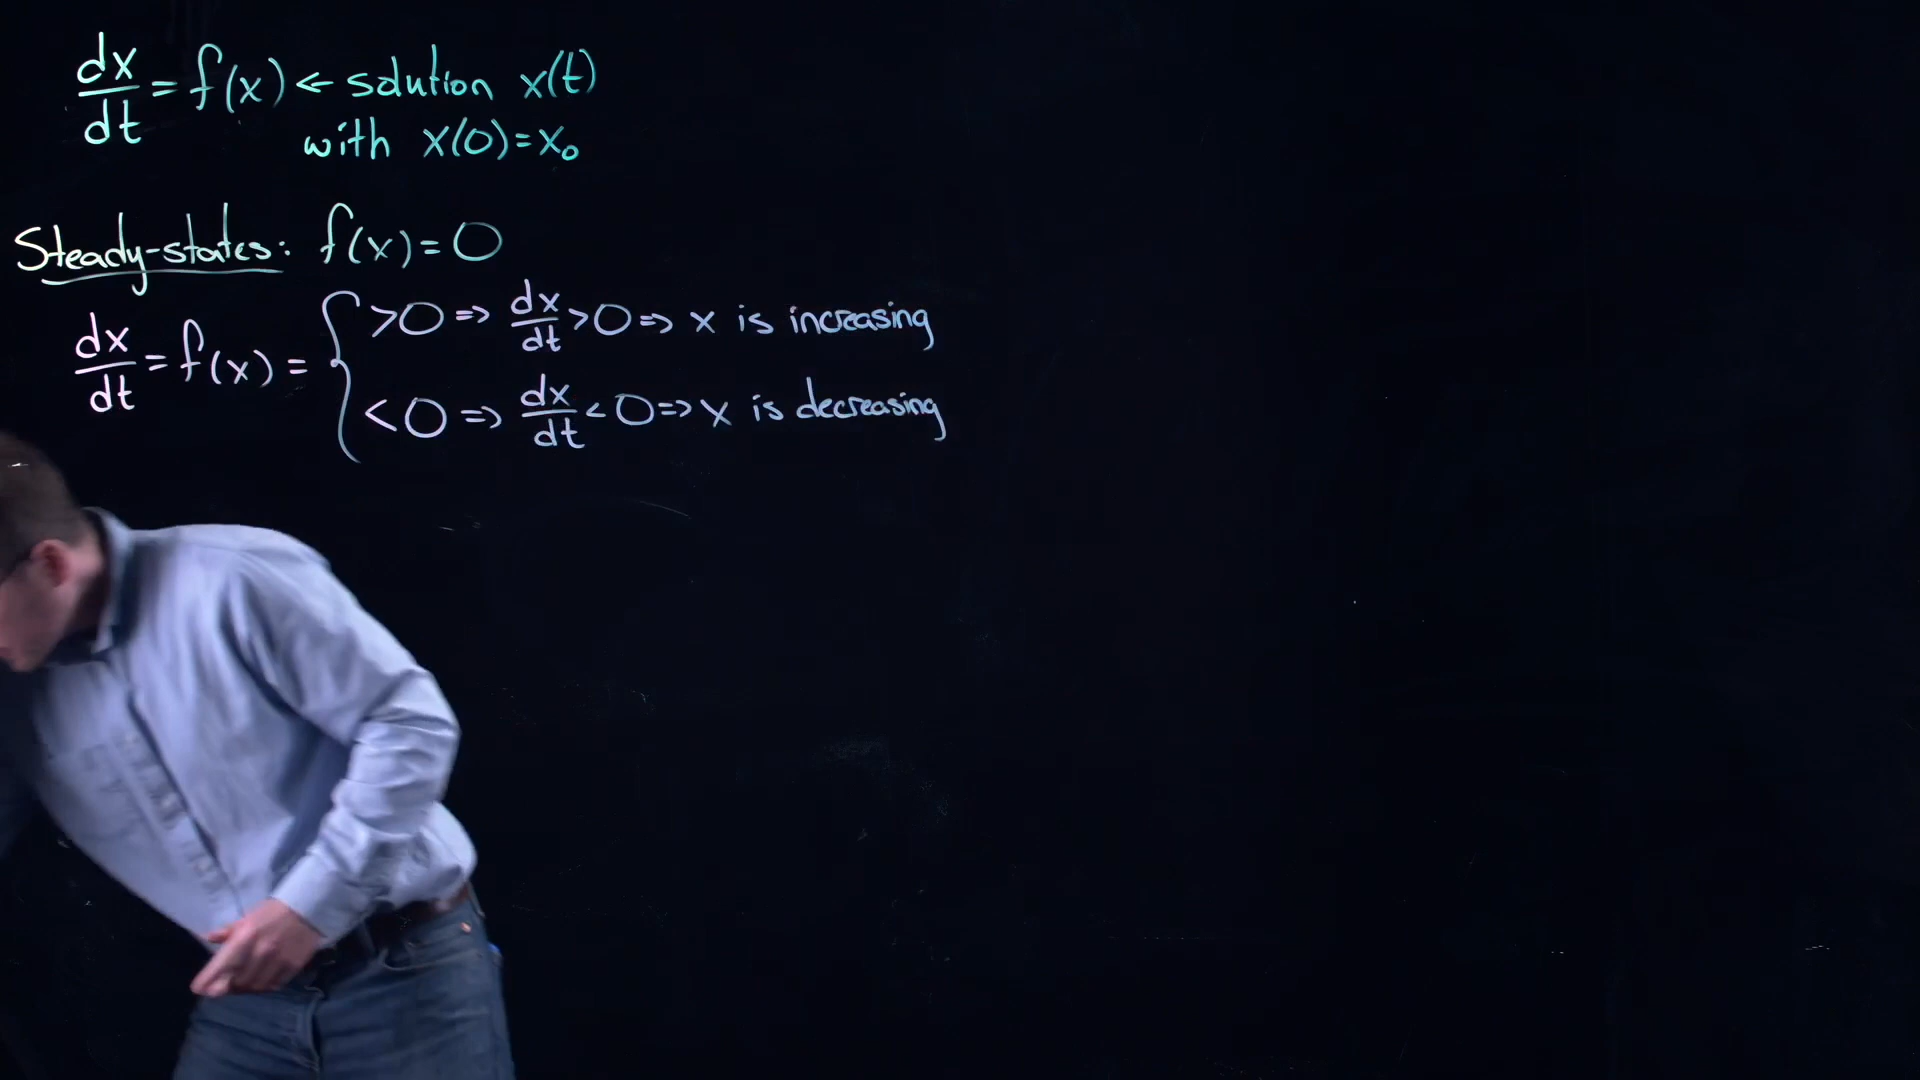 dx/dt = f(x) ← solution x(t)
with x(0)=x₀
Steady-states: f(x)=0
dx/dt = f(x) = { >0 ⇒ dx/dt >0 ⇒ x is increasing
<0 ⇒ dx/dt <0 ⇒ x is decreasing